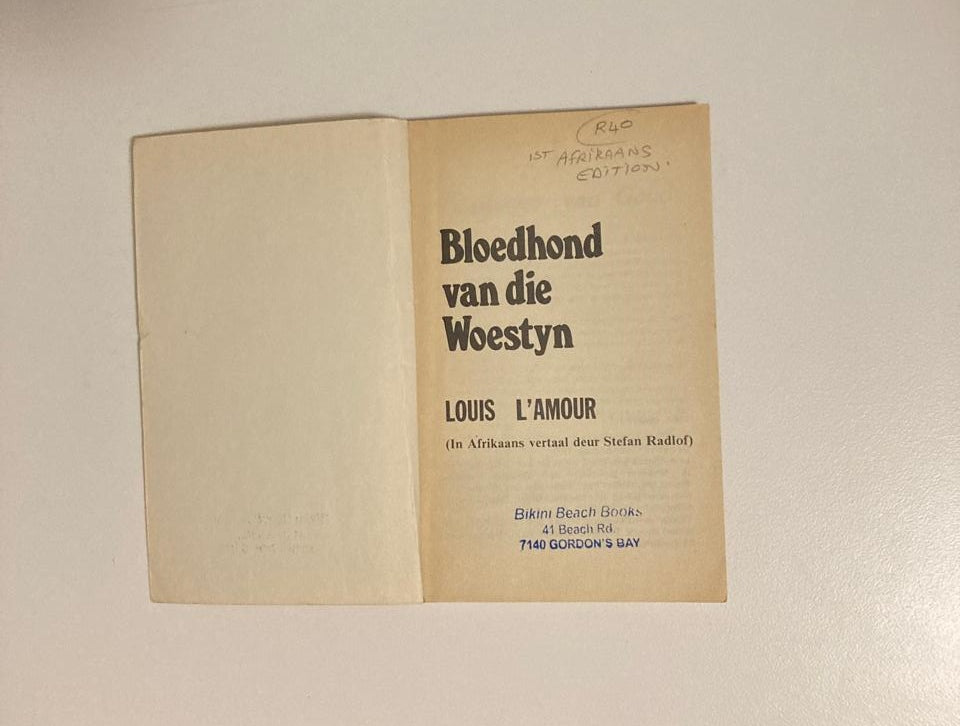 R40
1ST AFRIKAANS
EDITION.
Bloedhond
van die
Woestyn
LOUIS L'AMOUR
(In Afrikaans vertaal deur Stefan Radlof)
Bikini Beach Books
41 Beach Rd.
7140 GORDON'S BAY